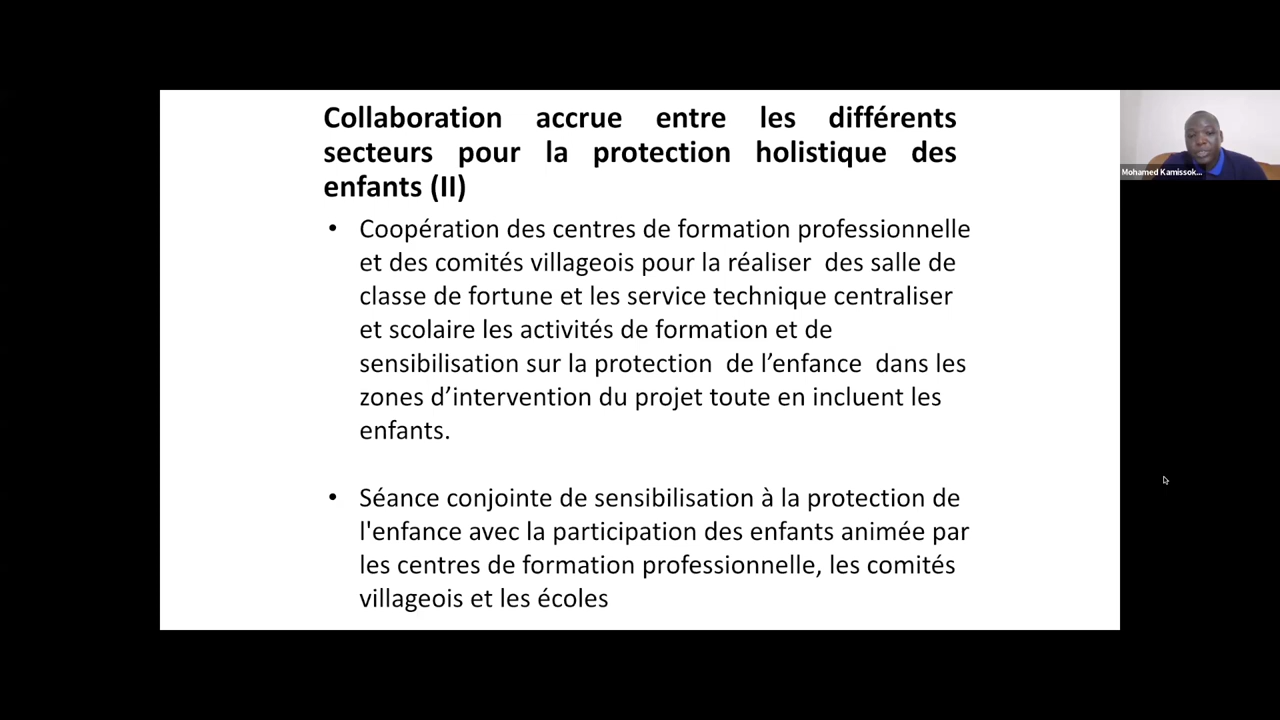 Collaboration accrue entre les différents
secteurs pour la protection holistique des
enfants (II)
• Coopération des centres de formation professionnelle
et des comités villageois pour la réaliser des salle de
classe de fortune et les service technique centraliser
et scolaire les activités de formation et de
sensibilisation sur la protection de l’enfance dans les
zones d’intervention du projet toute en incluent les
enfants.
• Séance conjointe de sensibilisation à la protection de
l'enfance avec la participation des enfants animée par
les centres de formation professionnelle, les comités
villageois et les écoles
Mohamed Kamissok...